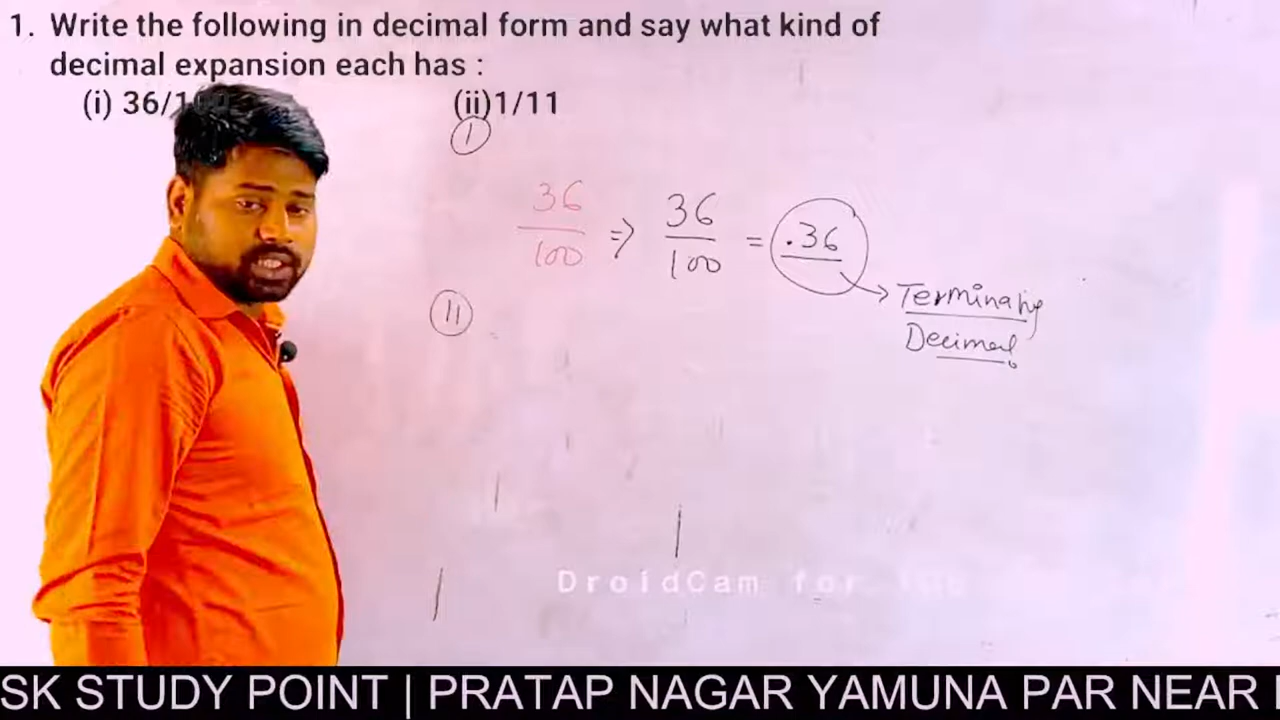 1. Write the following in decimal form and say what kind of
decimal expansion each has :
(i) 36/100 (ii)1/11
(I)
36/100 => 36/100 = .36
Terminating
Decimal
(II)
DroidCam for
SK STUDY POINT | PRATAP NAGAR YAMUNA PAR NEAR